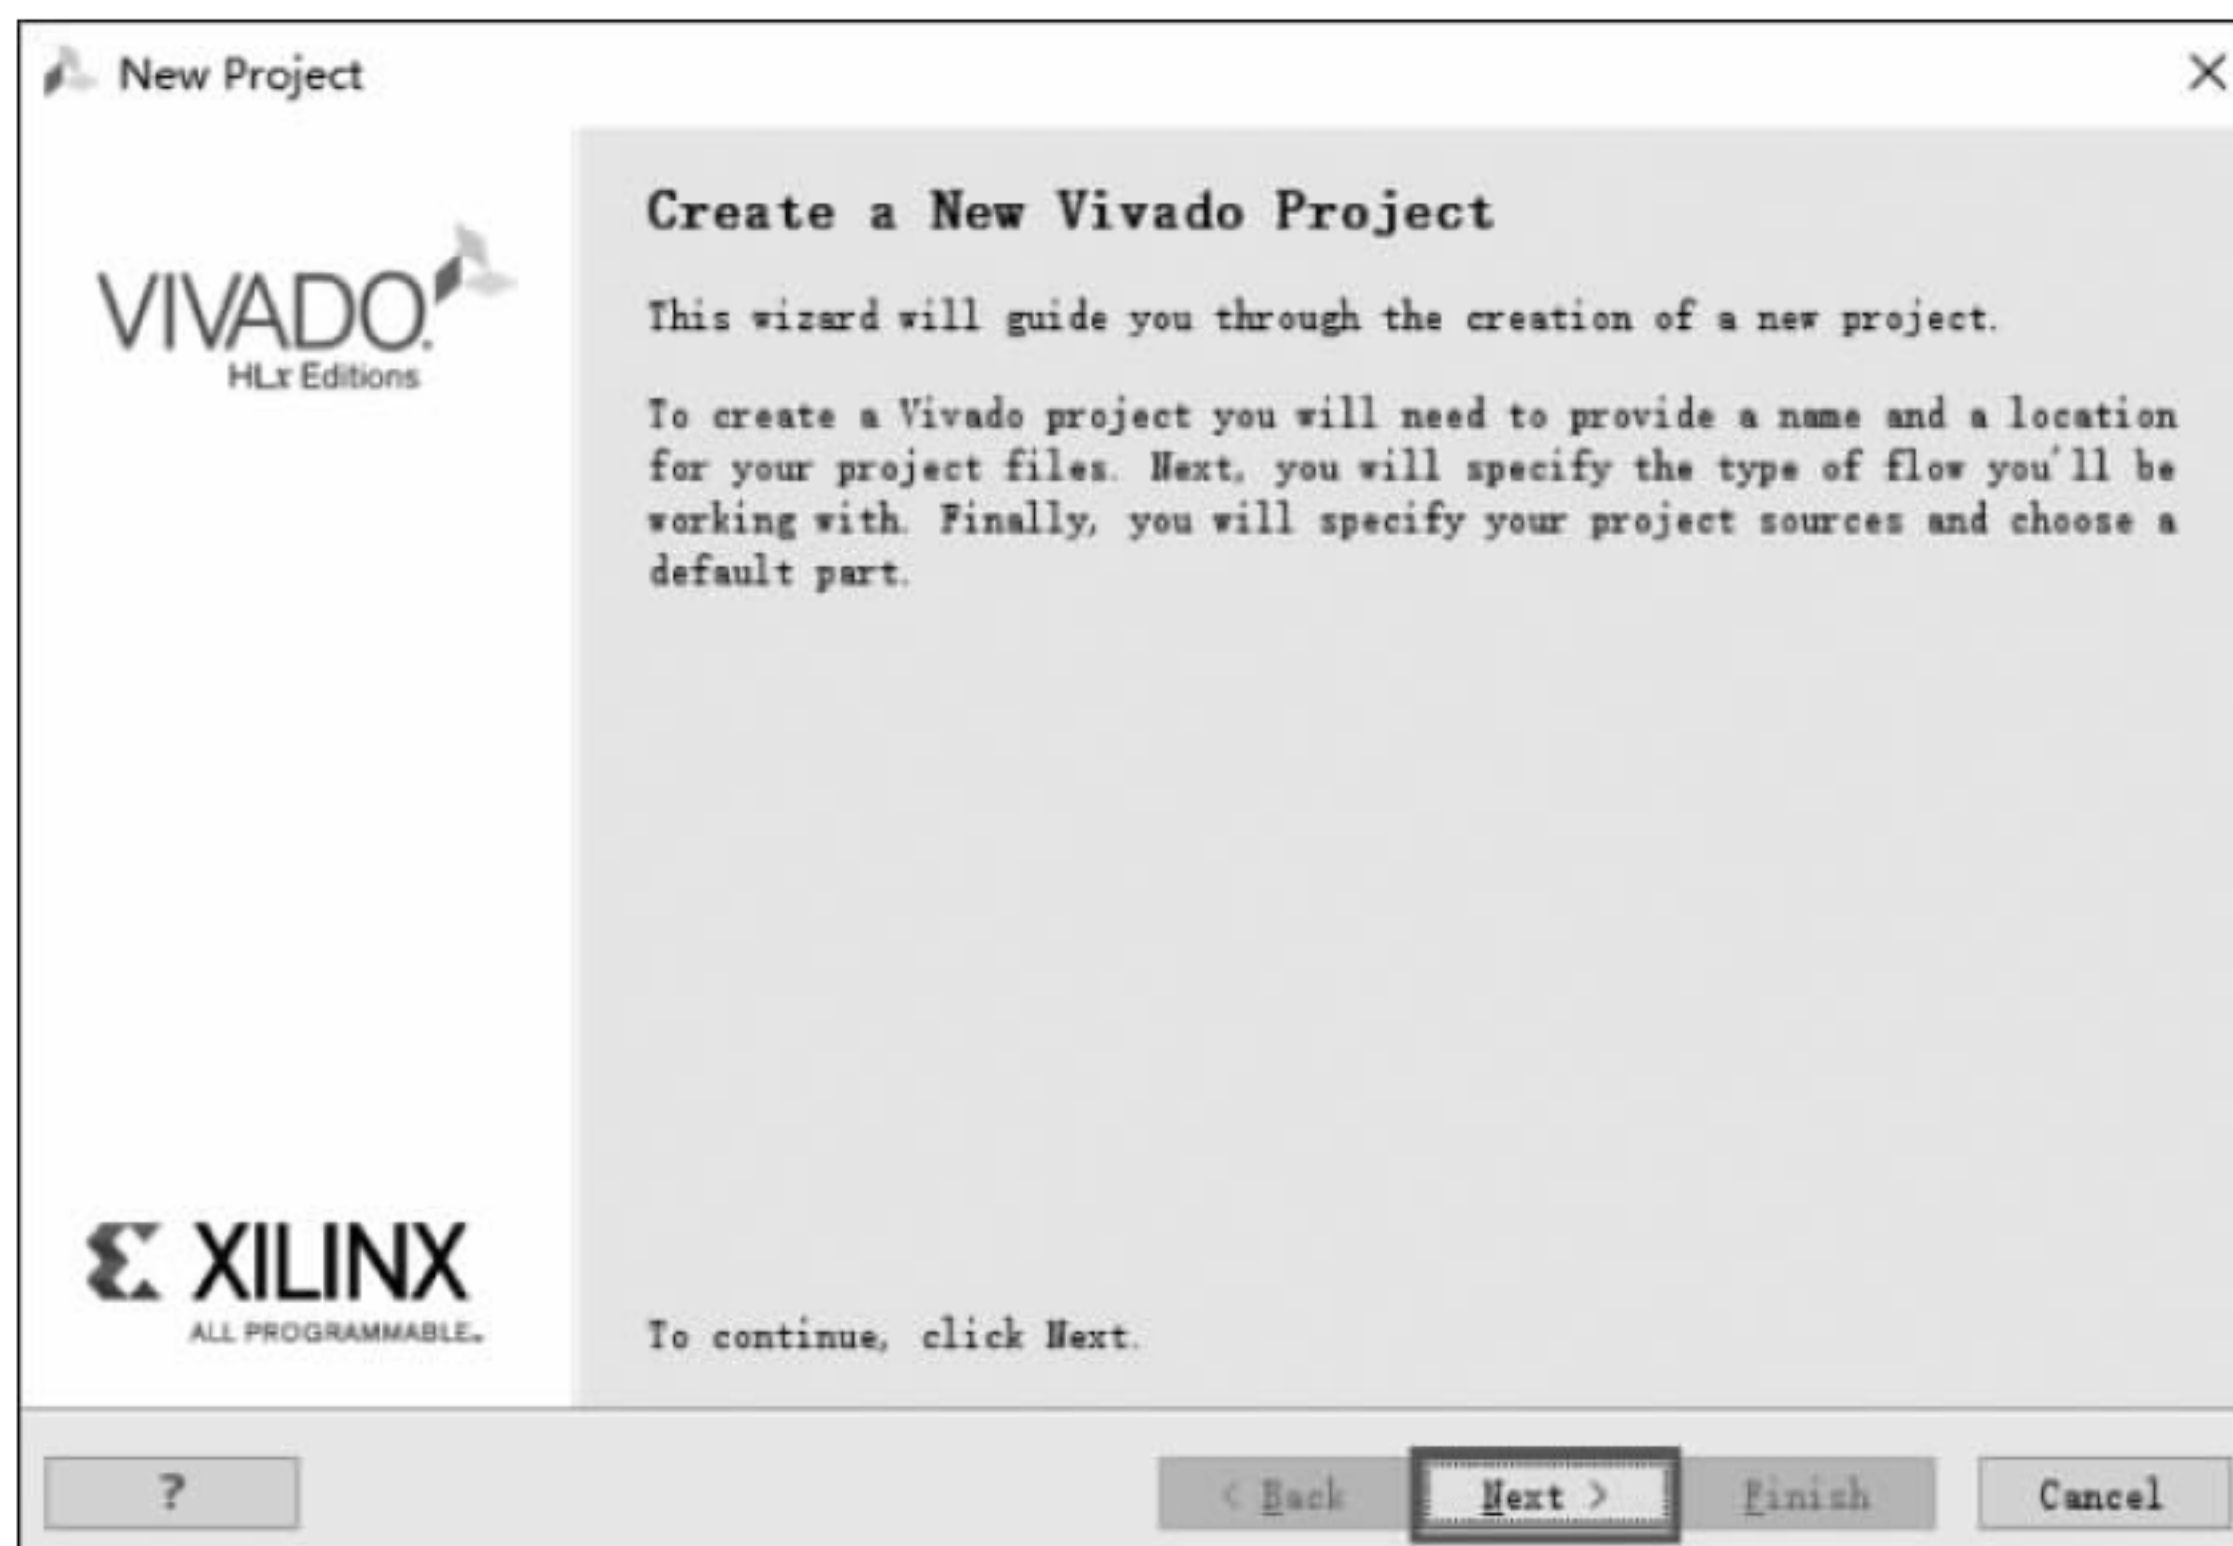 New Project
VIVADO.
HLx Editions
Create a New Vivado Project
This wizard will guide you through the creation of a new project.
To create a Vivado project you will need to provide a name and a location
for your project files. Next, you will specify the type of flow you'll be
working with. Finally, you will specify your project sources and choose a
default part.
XILINX
ALL PROGRAMMABLE.
To continue, click Next.
?
< Back
Next >
Finish
Cancel